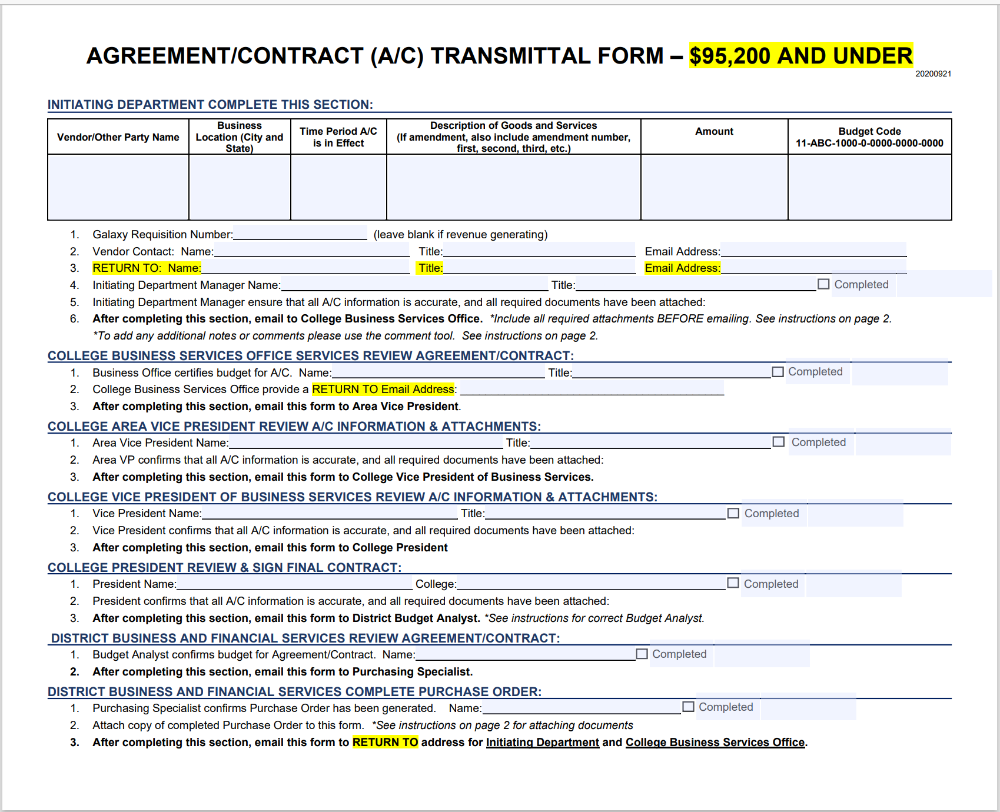 AGREEMENT/CONTRACT (A/C) TRANSMITTAL FORM – $95,200 AND UNDER
20200921
INITIATING DEPARTMENT COMPLETE THIS SECTION:
Vendor/Other Party Name
Business
Location (City and
State)
Time Period A/C
is in Effect
Description of Goods and Services
(If amendment, also include amendment number,
first, second, third, etc.)
Amount
Budget Code
11-ABC-1000-0-0000-0000-0000
1. Galaxy Requisition Number: (leave blank if revenue generating)
2. Vendor Contact: Name: Title: Email Address:
3. RETURN TO: Name: Title: Email Address:
4. Initiating Department Manager Name: Title: Completed
5. Initiating Department Manager ensure that all A/C information is accurate, and all required documents have been attached:
6. After completing this section, email to College Business Services Office. *Include all required attachments BEFORE emailing. See instructions on page 2.
*To add any additional notes or comments please use the comment tool. See instructions on page 2.
COLLEGE BUSINESS SERVICES OFFICE SERVICES REVIEW AGREEMENT/CONTRACT:
1. Business Office certifies budget for A/C. Name: Title: Completed
2. College Business Services Office provide a RETURN TO Email Address:
3. After completing this section, email this form to Area Vice President.
COLLEGE AREA VICE PRESIDENT REVIEW A/C INFORMATION & ATTACHMENTS:
1. Area Vice President Name: Title: Completed
2. Area VP confirms that all A/C information is accurate, and all required documents have been attached:
3. After completing this section, email this form to College Vice President of Business Services.
COLLEGE VICE PRESIDENT OF BUSINESS SERVICES REVIEW A/C INFORMATION & ATTACHMENTS:
1. Vice President Name: Title: Completed
2. Vice President confirms that all A/C information is accurate, and all required documents have been attached:
3. After completing this section, email this form to College President
COLLEGE PRESIDENT REVIEW & SIGN FINAL CONTRACT:
1. President Name: College: Completed
2. President confirms that all A/C information is accurate, and all required documents have been attached:
3. After completing this section, email this form to District Budget Analyst. *See instructions for correct Budget Analyst.
DISTRICT BUSINESS AND FINANCIAL SERVICES REVIEW AGREEMENT/CONTRACT:
1. Budget Analyst confirms budget for Agreement/Contract. Name: Completed
2. After completing this section, email this form to Purchasing Specialist.
DISTRICT BUSINESS AND FINANCIAL SERVICES COMPLETE PURCHASE ORDER:
1. Purchasing Specialist confirms Purchase Order has been generated. Name: Completed
2. Attach copy of completed Purchase Order to this form. *See instructions on page 2 for attaching documents
3. After completing this section, email this form to RETURN TO address for Initiating Department and College Business Services Office.